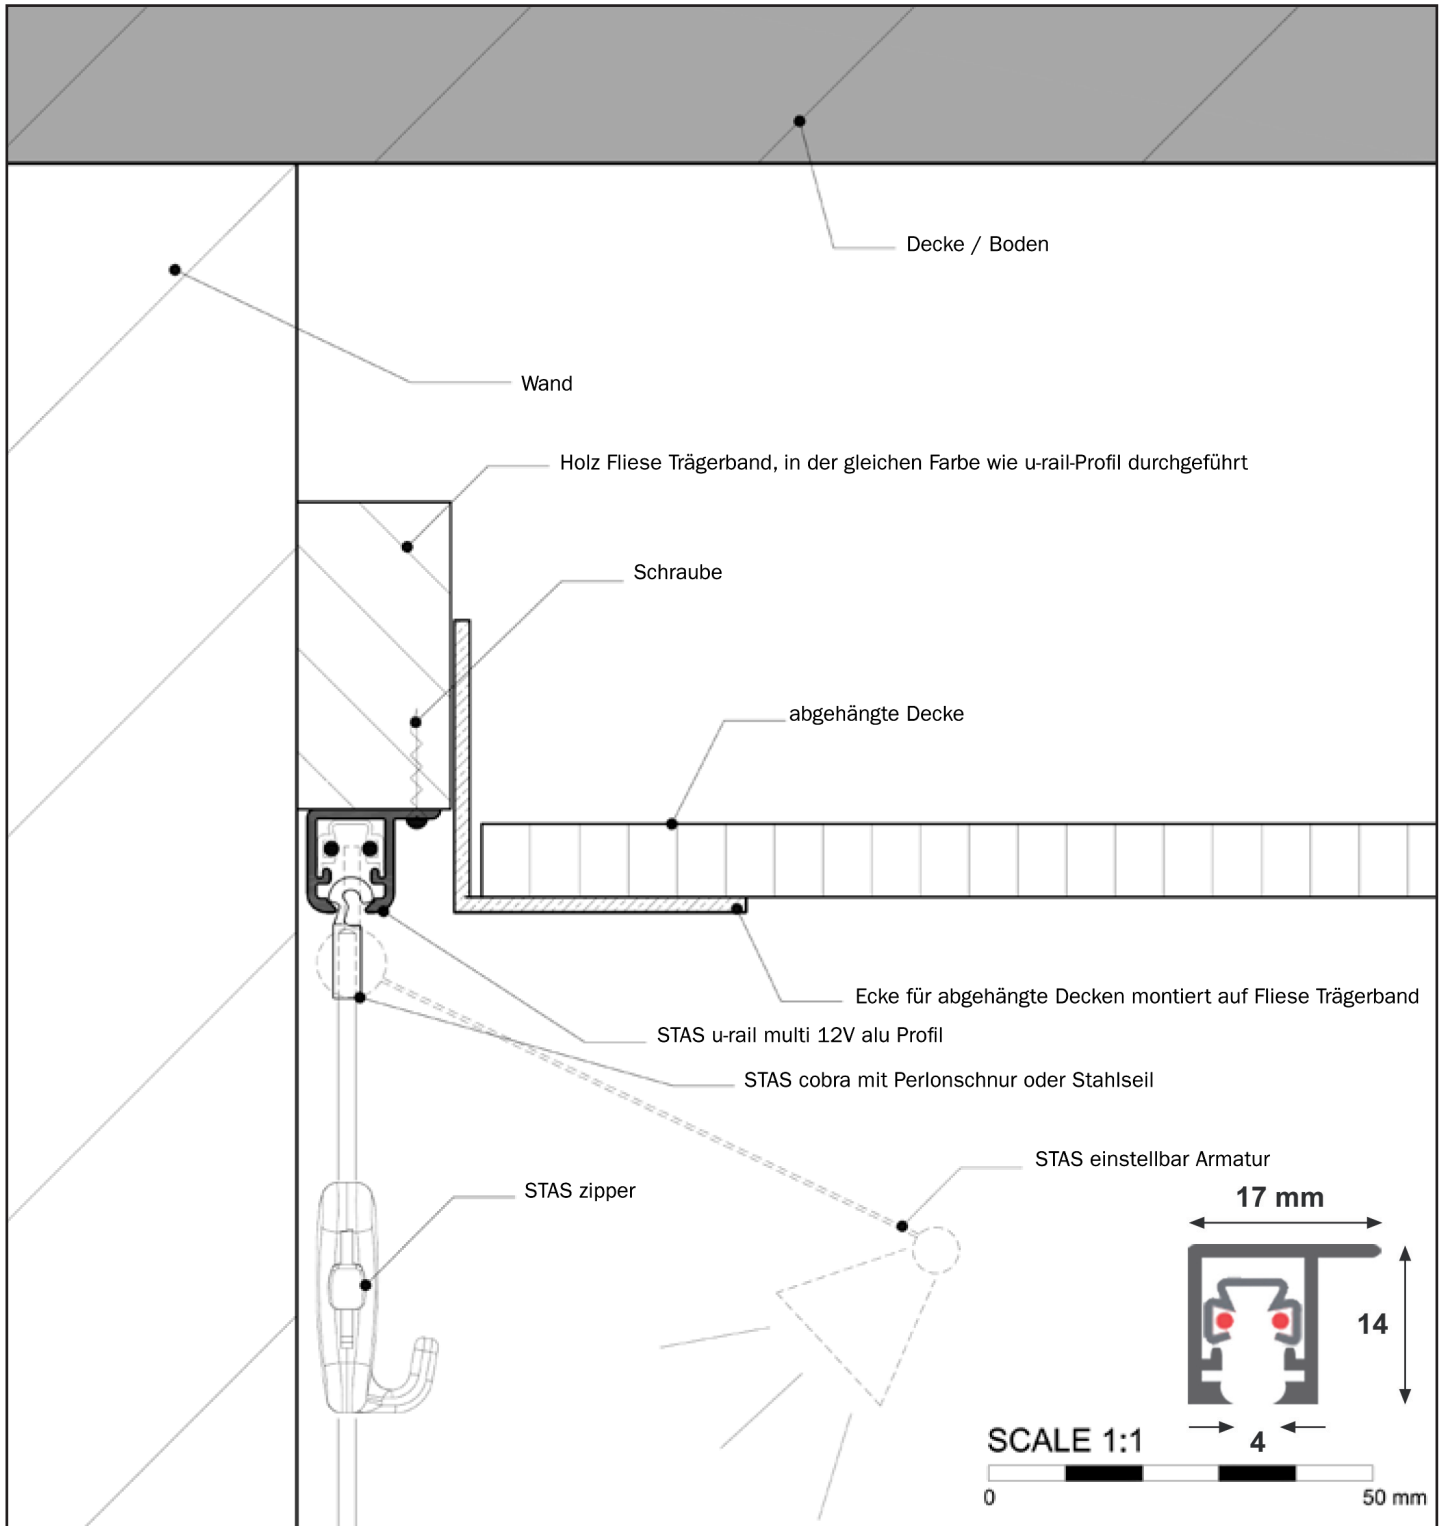 Decke / Boden
Wand
Holz Fliese Trägerband, in der gleichen Farbe wie u-rail-Profil durchgeführt
Schraube
abgehängte Decke
Ecke für abgehängte Decken montiert auf Fliese Trägerband
STAS u-rail multi 12V alu Profil
STAS cobra mit Perlonschnur oder Stahlseil
STAS einstellbar Armatur
STAS zipper
17 mm
14
4
SCALE 1:1
0
50 mm